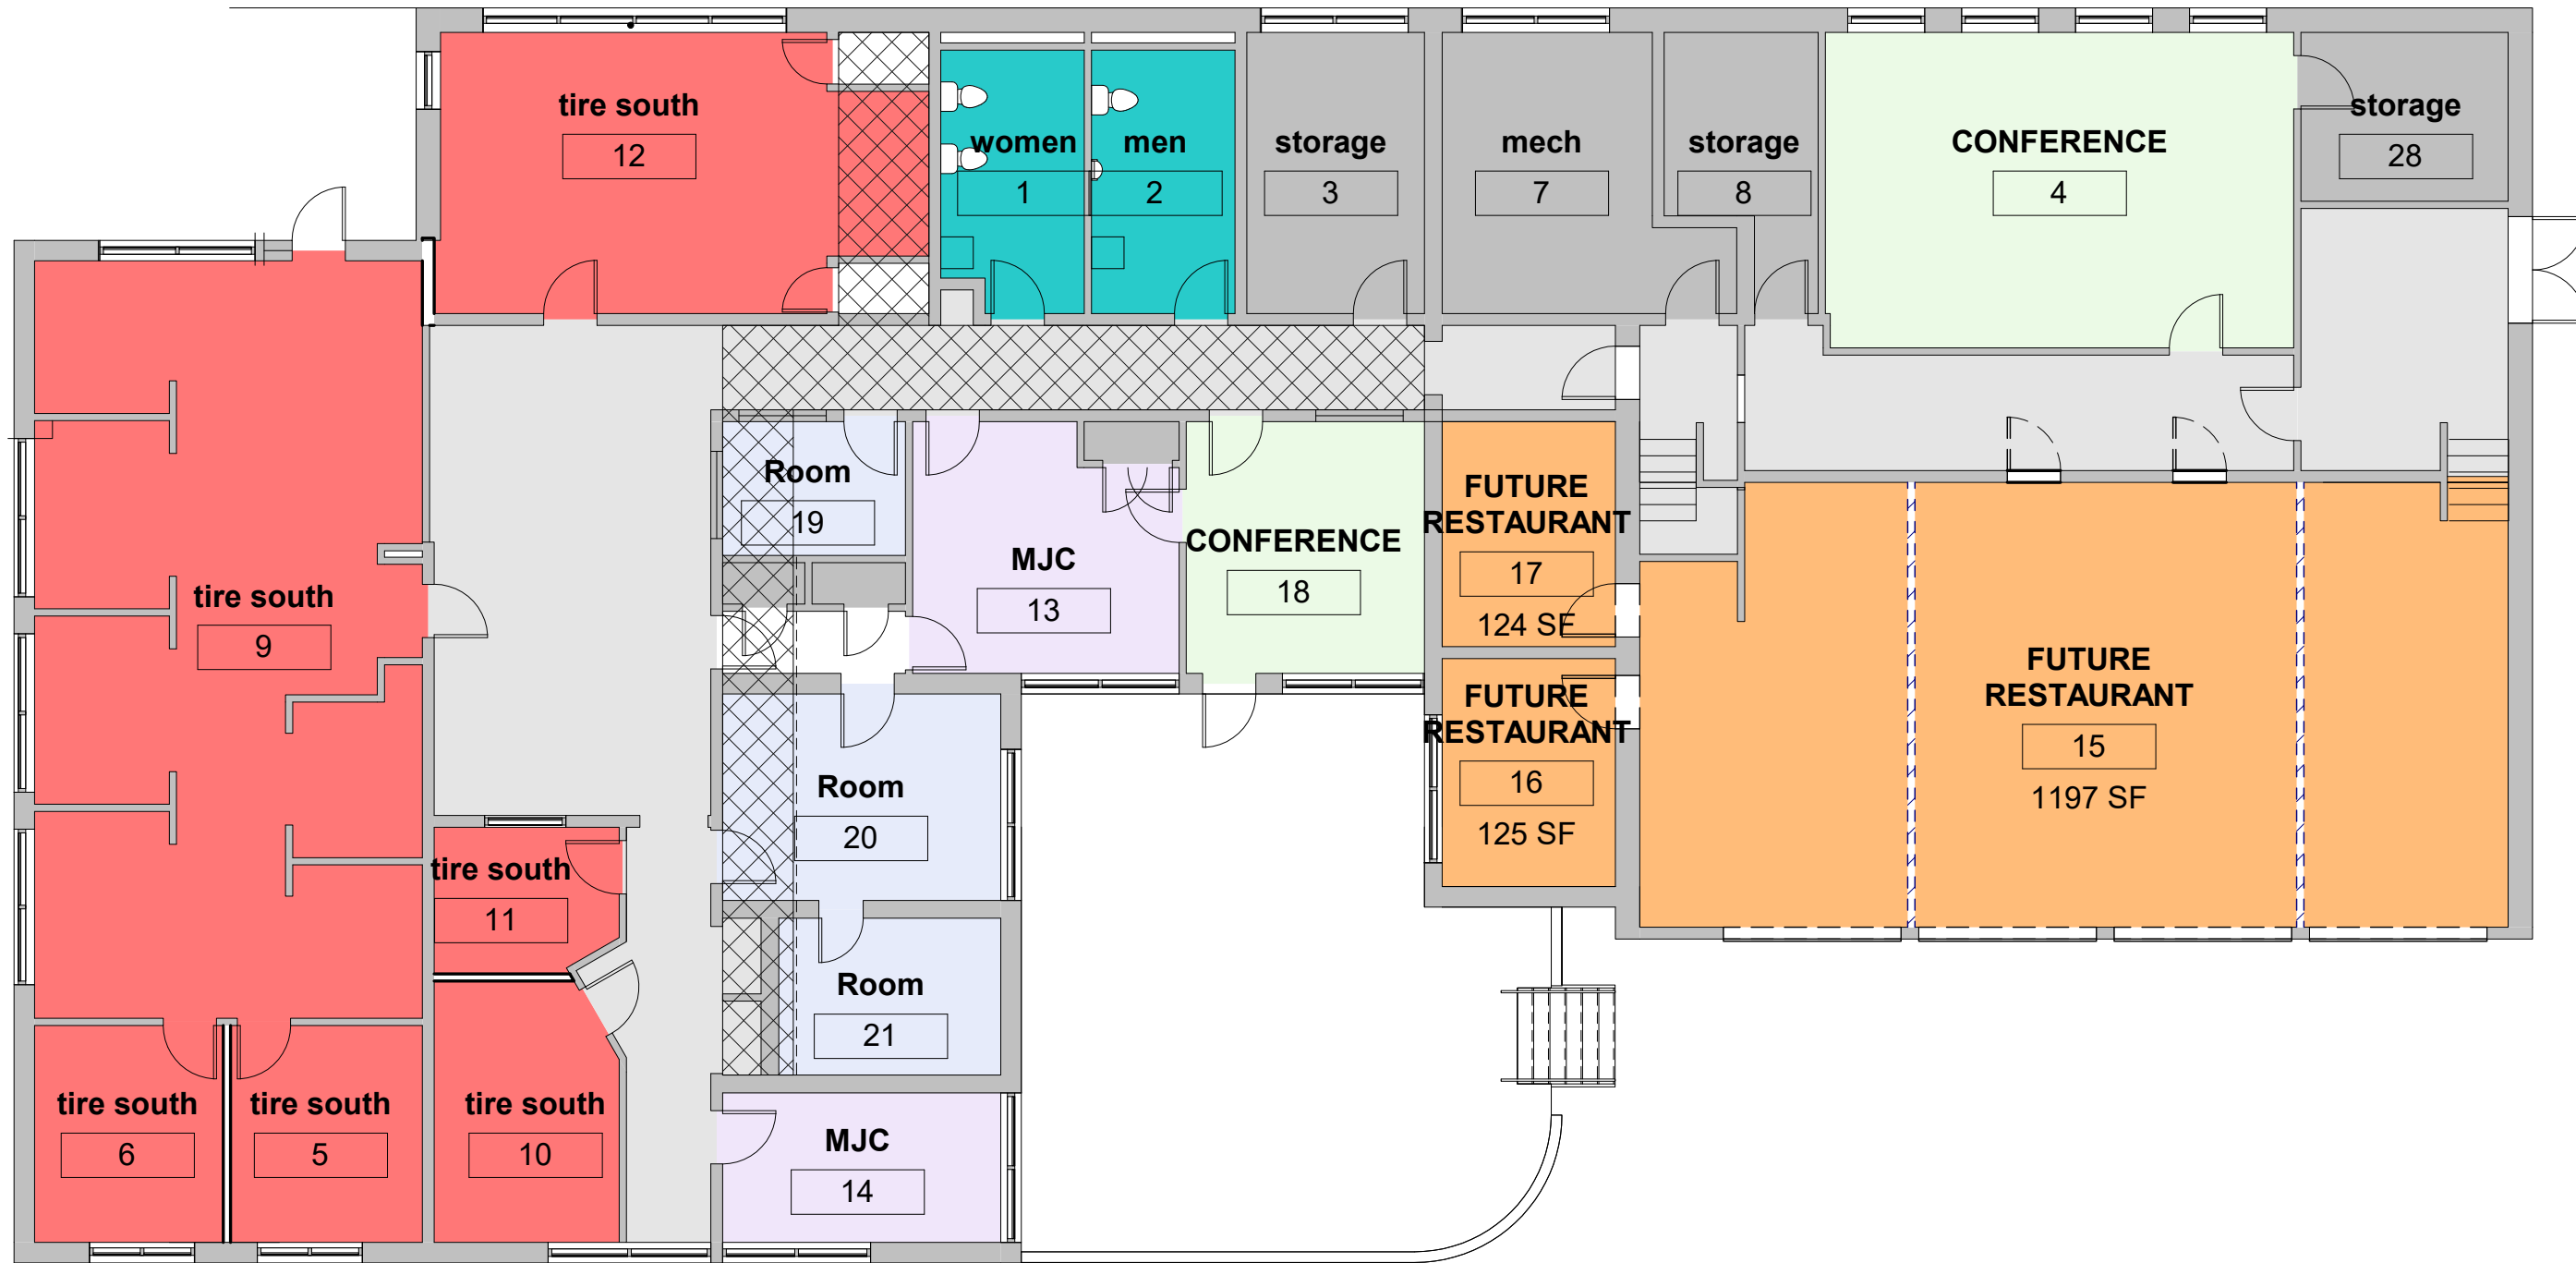 tire south
12
women
1
men
2
storage
3
mech
7
storage
8
CONFERENCE
4
storage
28
tire south
9
Room
19
MJC
13
CONFERENCE
18
FUTURE
RESTAURANT
17
124 SF
FUTURE
RESTAURANT
16
125 SF
FUTURE
RESTAURANT
15
1197 SF
Room
20
tire south
11
Room
21
tire south
6
tire south
5
tire south
10
MJC
14